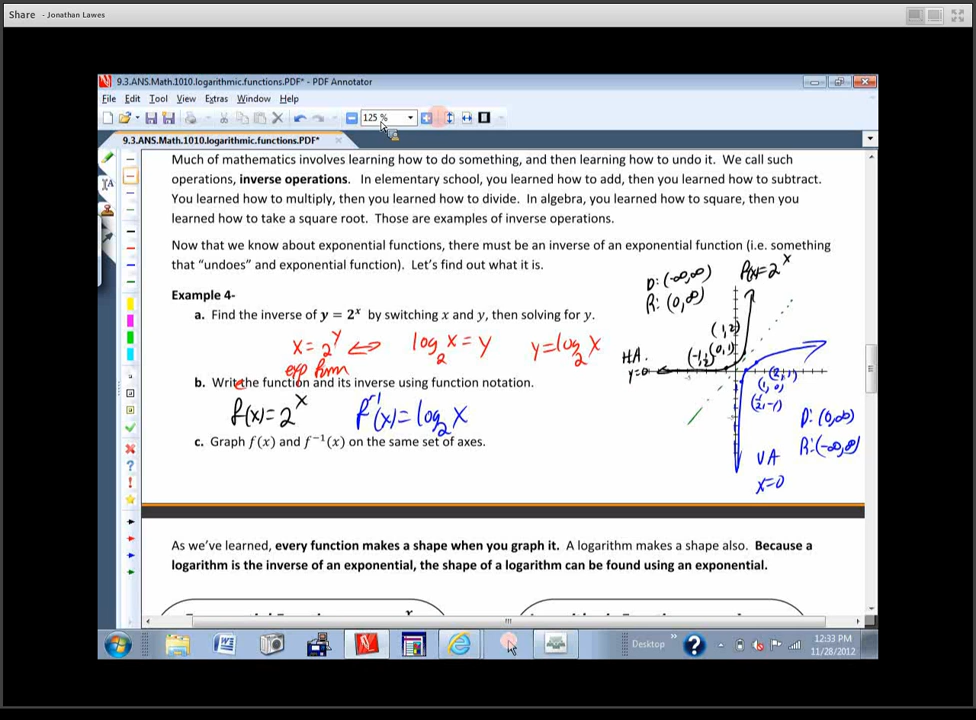 Share - Jonathan Lawes
9.3.ANS.Math.1010.logarithmic.functions.PDF* - PDF Annotator
File Edit Tool View Extras Window Help
125 %
9.3.ANS.Math.1010.logarithmic.functions.PDF*
Much of mathematics involves learning how to do something, and then learning how to undo it. We call such
operations, inverse operations. In elementary school, you learned how to add, then you learned how to subtract.
You learned how to multiply, then you learned how to divide. In algebra, you learned how to square, then you
learned how to take a square root. Those are examples of inverse operations.
Now that we know about exponential functions, there must be an inverse of an exponential function (i.e. something
that “undoes” and exponential function). Let’s find out what it is.
D: (-∞,∞)
R: (0,∞)
f(x)=2^x
Example 4-
a. Find the inverse of y = 2^x by switching x and y, then solving for y.
x = 2^y ⇔ log₂x = y y = log₂x
exp form
(1,2)
(0,1)
(-1,½)
H.A.
y=0
(2,1)
(1,0)
(½,-1)
b. Write the function and its inverse using function notation.
f(x) = 2^x f⁻¹(x) = log₂x
D: (0,∞)
R: (-∞,∞)
VA
x=0
c. Graph f(x) and f⁻¹(x) on the same set of axes.
As we’ve learned, every function makes a shape when you graph it. A logarithm makes a shape also. Because a
logarithm is the inverse of an exponential, the shape of a logarithm can be found using an exponential.
Desktop
12:33 PM
11/28/2012